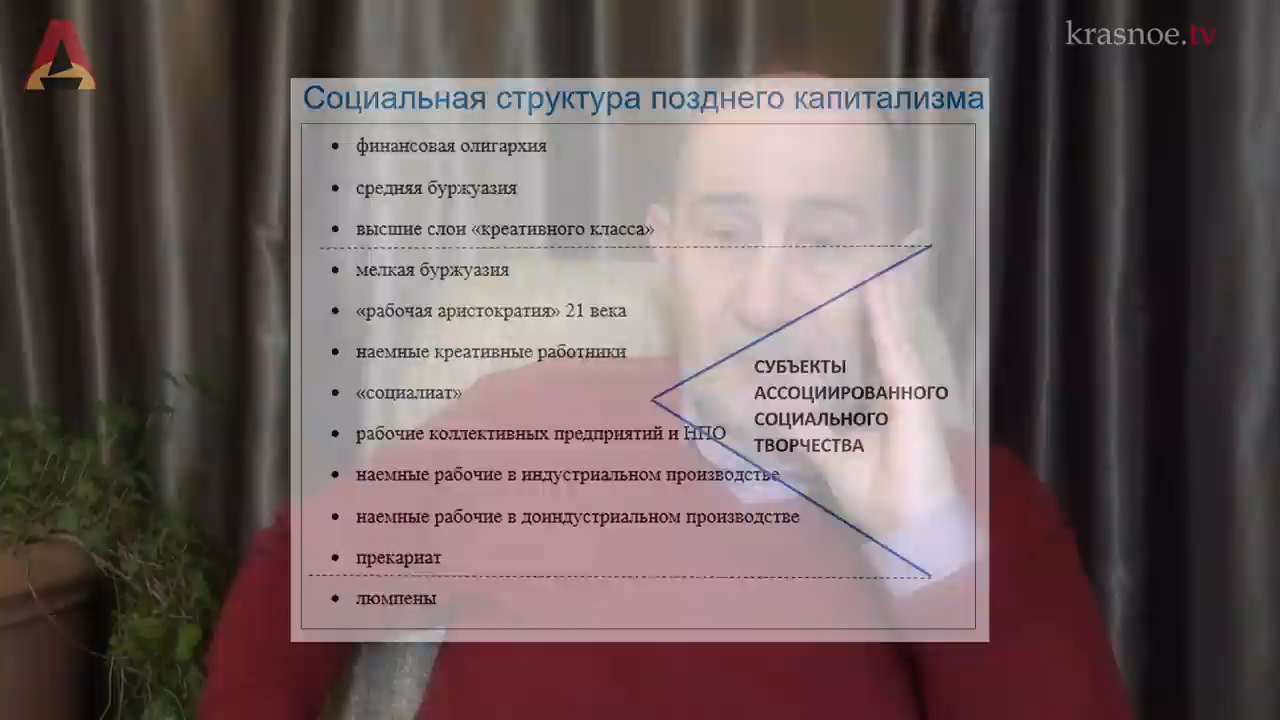 krasnoe.tv
Социальная структура позднего капитализма
• финансовая олигархия
• средняя буржуазия
• высшие слои «креативного класса»
• мелкая буржуазия
• «рабочая аристократия» 21 века
• наемные креативные работники
• «социалиат»
• рабочие коллективных предприятий и НПО
• наемные рабочие в индустриальном производстве
• наемные рабочие в доиндустриальном производстве
• прекариат
• люмпены
СУБЪЕКТЫ
АССОЦИИРОВАННОГО
СОЦИАЛЬНОГО
ТВОРЧЕСТВА